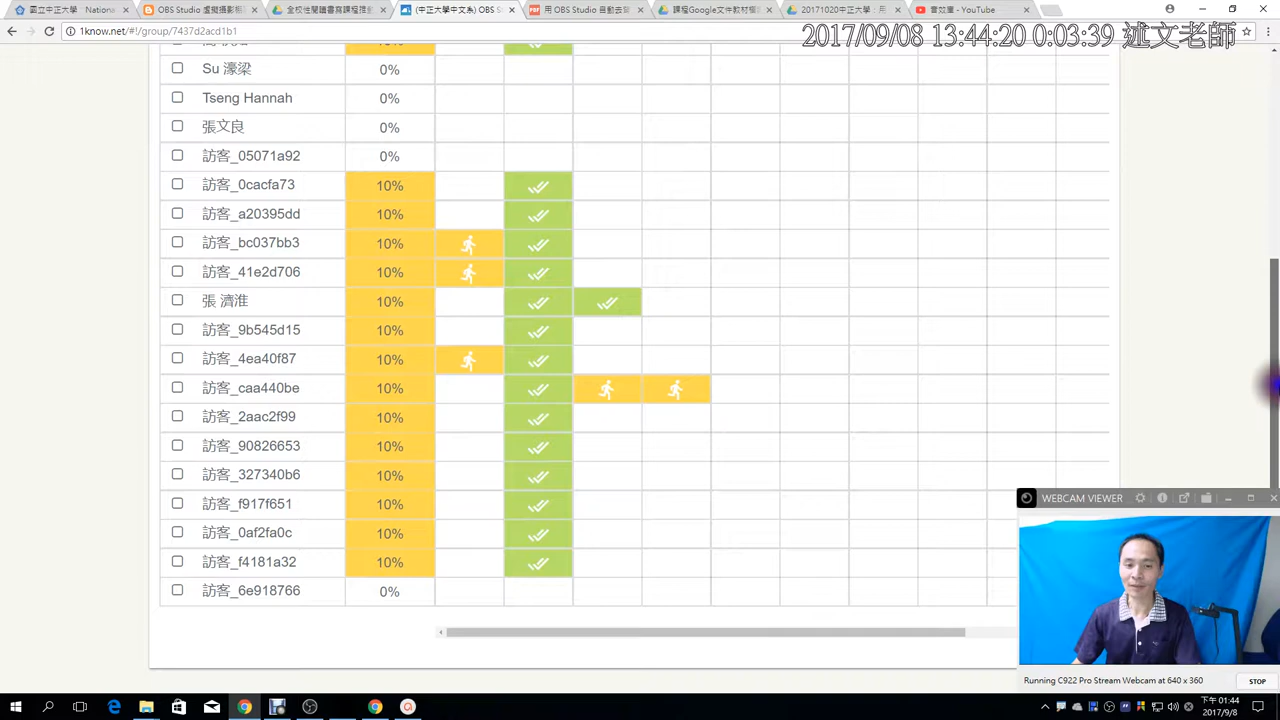 國立中正大學 - Nationa
OBS Studio 虛擬攝影棚
全校性閱讀書寫課程推
(中正大學中文系) OBS S
用 OBS Studio 自動去背
課程Google文件教材權
20171020中正大學：用
音效庫 - YouTube
1know.net/#!/group/7437d2acd1b1
2017/09/08 13:44:20 0:03:39 述文老師
Su 濠梁 0%
Tseng Hannah 0%
張文良 0%
訪客_05071a92 0%
訪客_0cacfa73 10%
訪客_a20395dd 10%
訪客_bc037bb3 10%
訪客_41e2d706 10%
張 濟淮 10%
訪客_9b545d15 10%
訪客_4ea40f87 10%
訪客_caa440be 10%
訪客_2aac2f99 10%
訪客_90826653 10%
訪客_327340b6 10%
訪客_f917f651 10%
訪客_0af2fa0c 10%
訪客_f4181a32 10%
訪客_6e918766 0%
WEBCAM VIEWER
Running C922 Pro Stream Webcam at 640 x 360
STOP
下午 01:44
2017/9/8